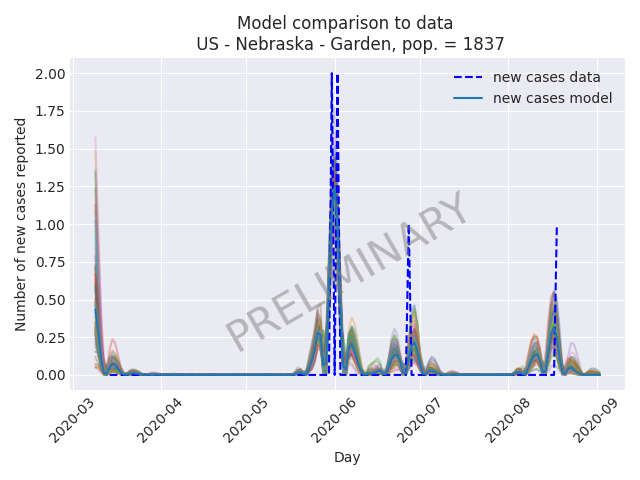 Model comparison to data
US - Nebraska - Garden, pop. = 1837
2.00
1.75
1.50
1.25
1.00
0.75
0.50
0.25
0.00
Number of new cases reported
new cases data
new cases model
PRELIMINARY
2020-03
2020-04
2020-05
2020-06
2020-07
2020-08
2020-09
Day